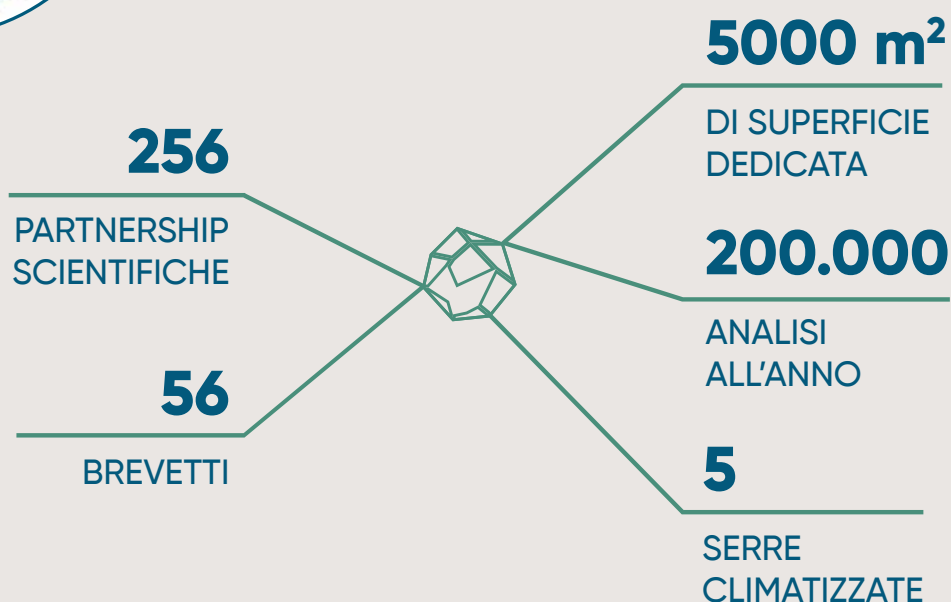 256
PARTNERSHIP
SCIENTIFICHE
56
BREVETTI
5000 m²
DI SUPERFICIE
DEDICATA
200.000
ANALISI
ALL’ANNO
5
SERRE
CLIMATIZZATE